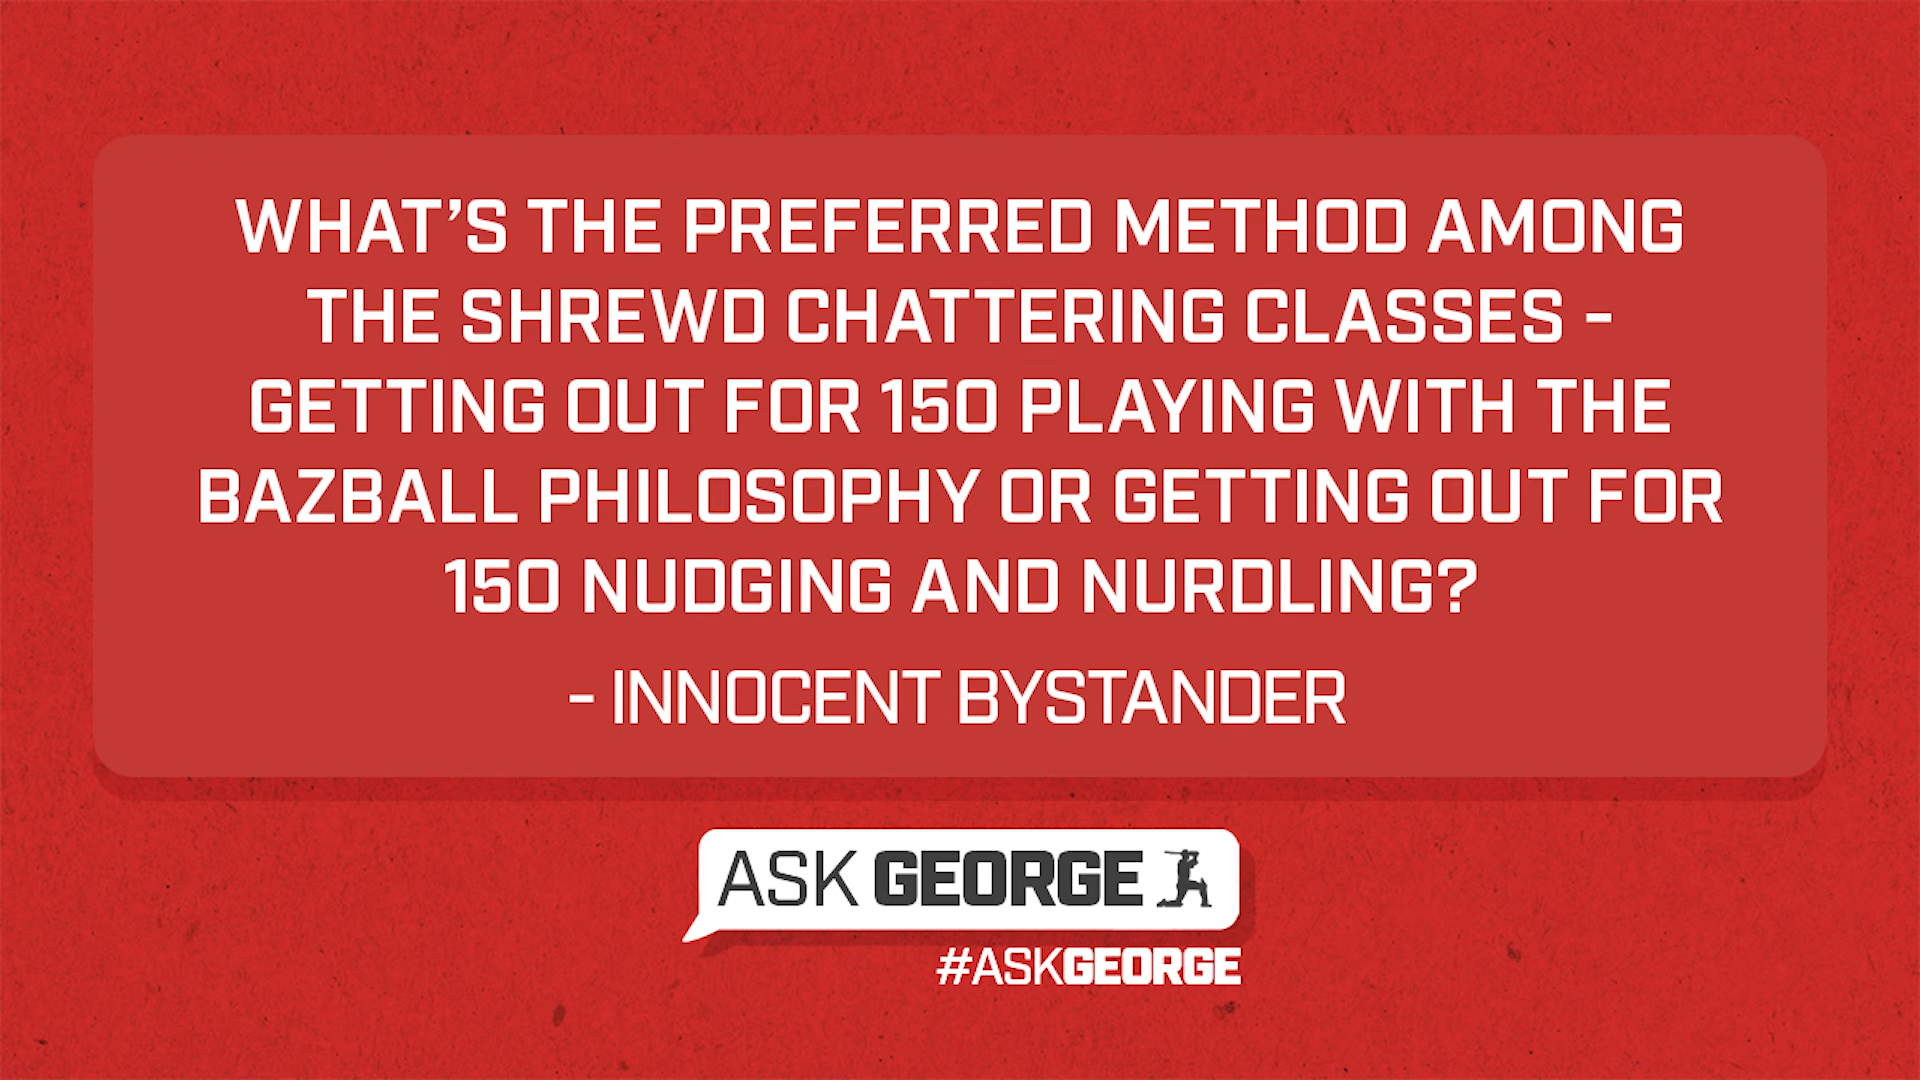 WHAT’S THE PREFERRED METHOD AMONG
THE SHREWD CHATTERING CLASSES -
GETTING OUT FOR 150 PLAYING WITH THE
BAZBALL PHILOSOPHY OR GETTING OUT FOR
150 NUDGING AND NURDLING?
- INNOCENT BYSTANDER
ASK GEORGE
#ASKGEORGE